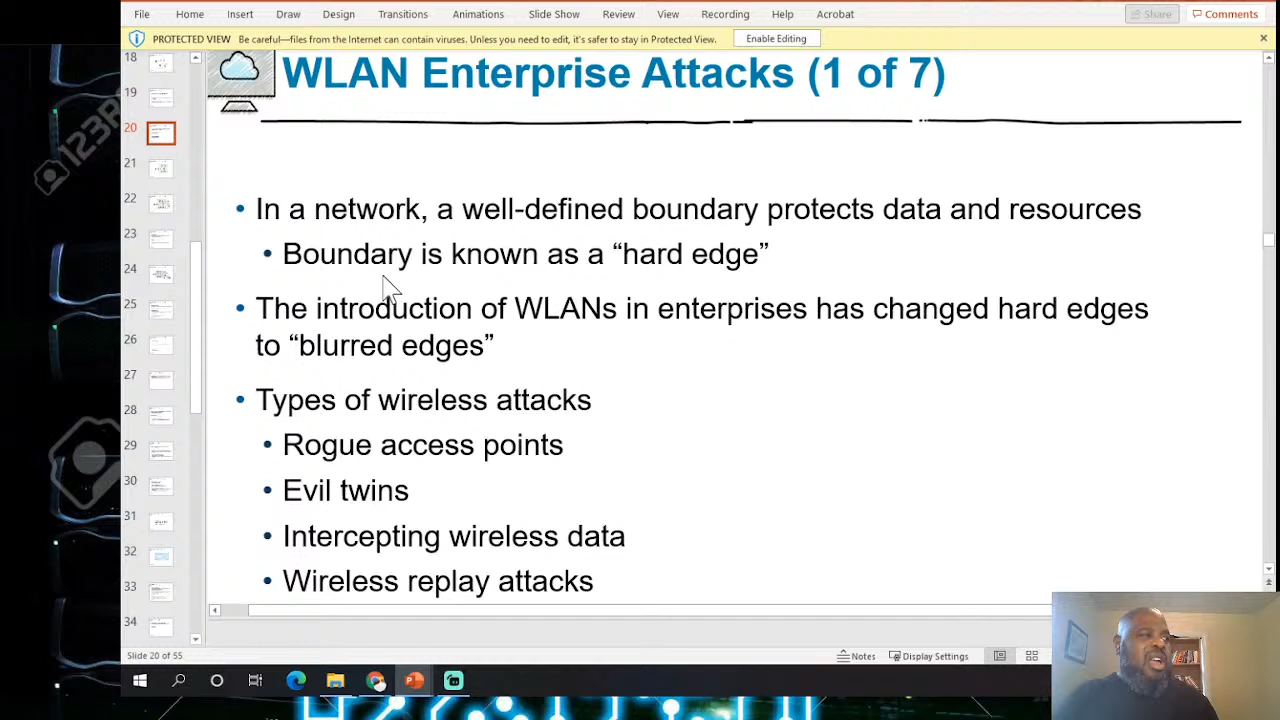 File Home Insert Draw Design Transitions Animations Slide Show Review View Recording Help Acrobat Share Comments
PROTECTED VIEW Be careful—files from the Internet can contain viruses. Unless you need to edit, it's safer to stay in Protected View. Enable Editing
WLAN Enterprise Attacks (1 of 7)
18
19
20
21
22
23
24
25
26
27
28
29
30
31
32
33
34
• In a network, a well-defined boundary protects data and resources
• Boundary is known as a “hard edge”
• The introduction of WLANs in enterprises has changed hard edges
to “blurred edges”
• Types of wireless attacks
• Rogue access points
• Evil twins
• Intercepting wireless data
• Wireless replay attacks
Slide 20 of 55 Notes Display Settings